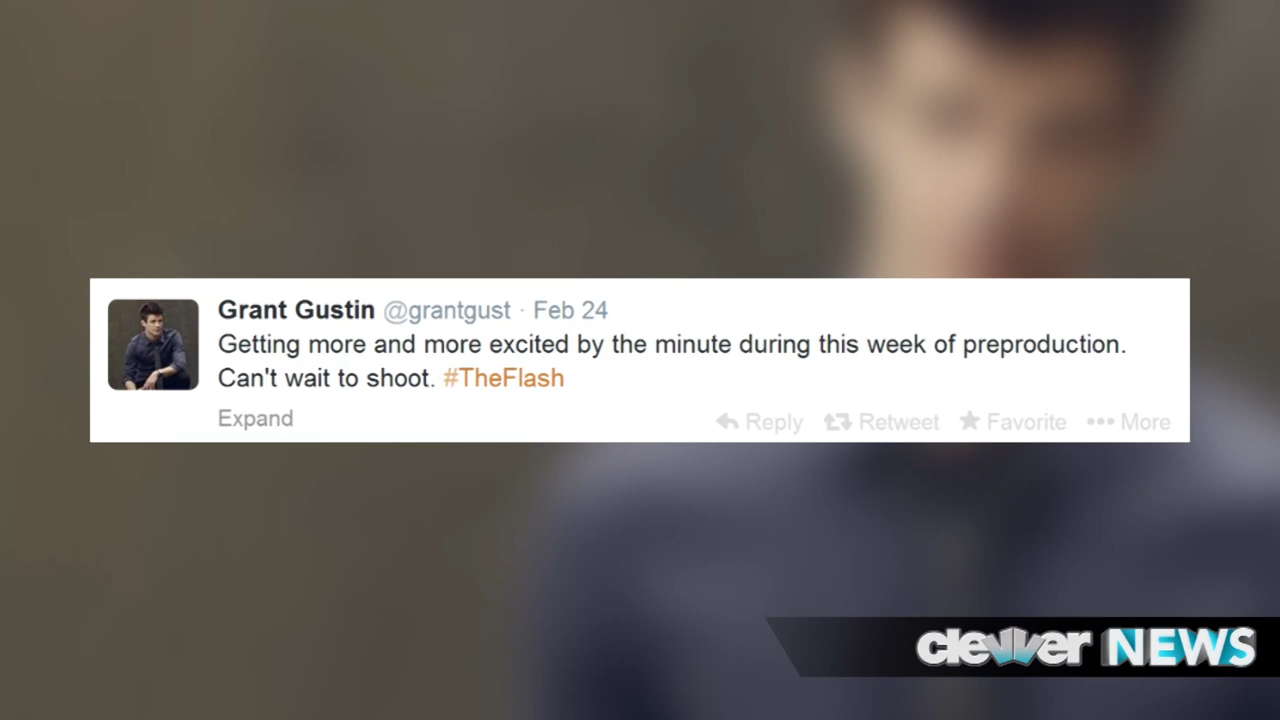 Grant Gustin @grantgust · Feb 24
Getting more and more excited by the minute during this week of preproduction.
Can't wait to shoot. #TheFlash
Expand Reply Retweet Favorite More
clevver NEWS